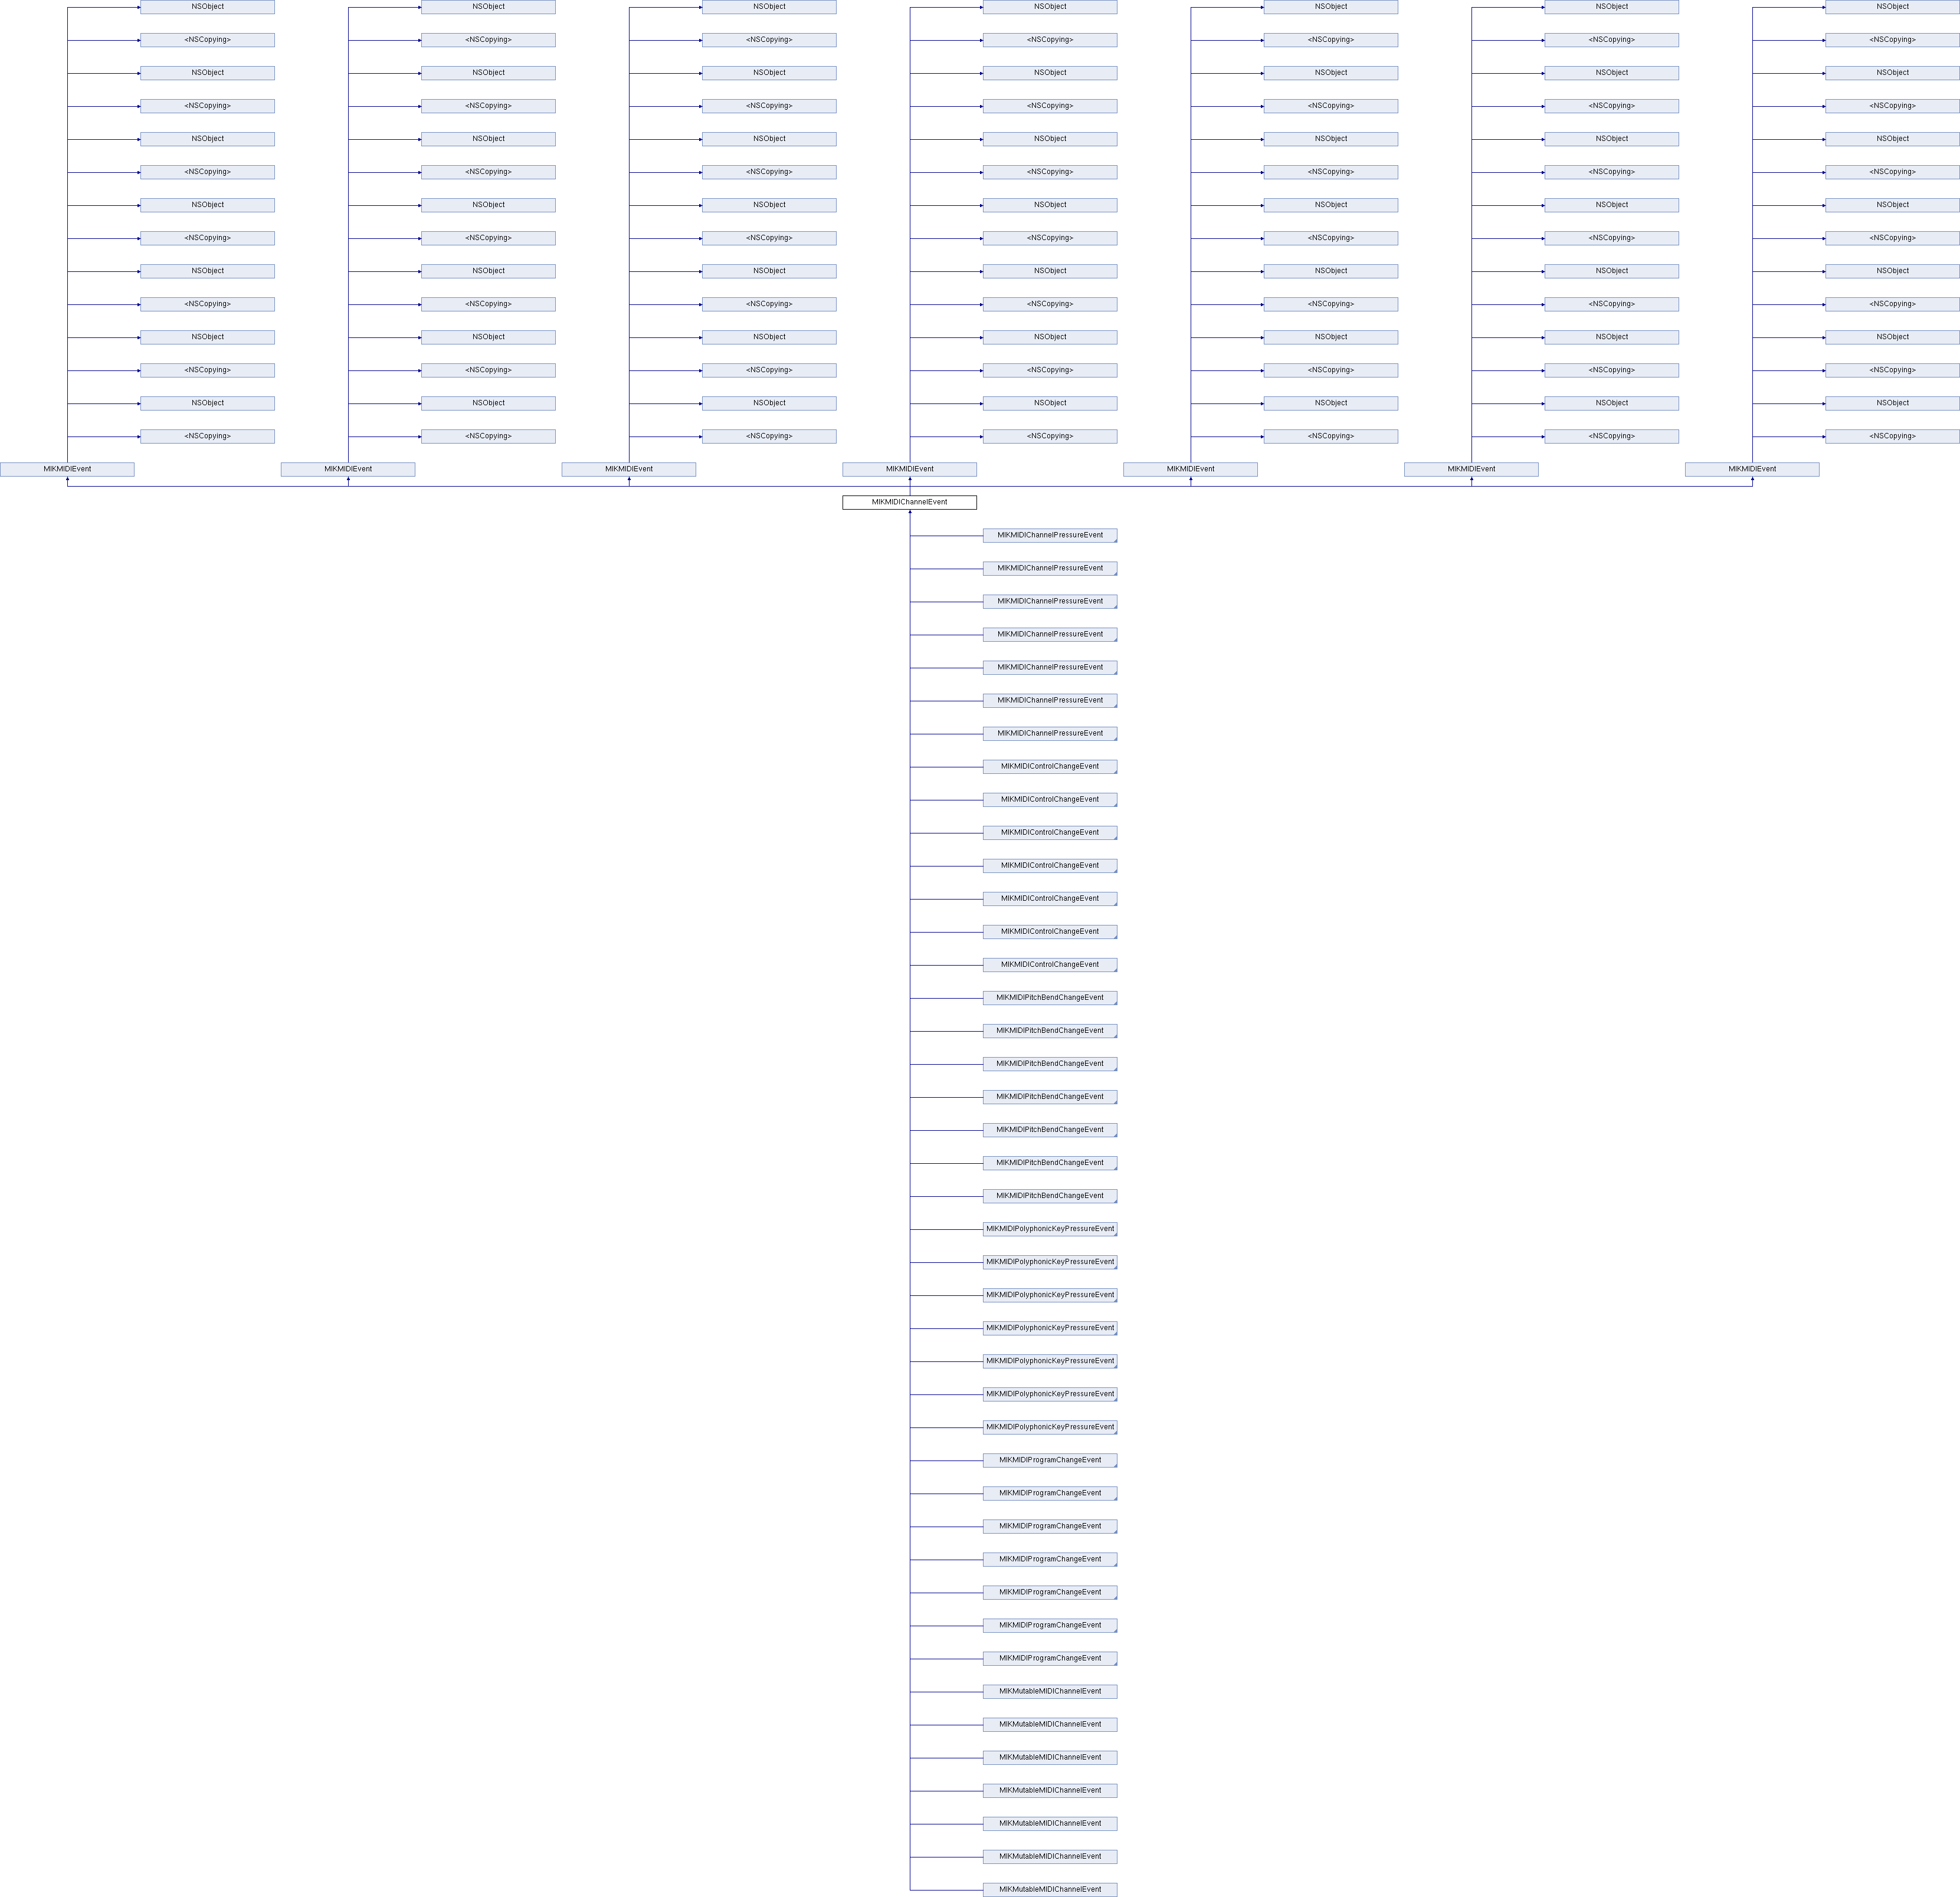 NSObject NSObject NSObject NSObject NSObject NSObject NSObject
<NSCopying> <NSCopying> <NSCopying> <NSCopying> <NSCopying> <NSCopying> <NSCopying>
NSObject NSObject NSObject NSObject NSObject NSObject NSObject
<NSCopying> <NSCopying> <NSCopying> <NSCopying> <NSCopying> <NSCopying> <NSCopying>
NSObject NSObject NSObject NSObject NSObject NSObject NSObject
<NSCopying> <NSCopying> <NSCopying> <NSCopying> <NSCopying> <NSCopying> <NSCopying>
NSObject NSObject NSObject NSObject NSObject NSObject NSObject
<NSCopying> <NSCopying> <NSCopying> <NSCopying> <NSCopying> <NSCopying> <NSCopying>
NSObject NSObject NSObject NSObject NSObject NSObject NSObject
<NSCopying> <NSCopying> <NSCopying> <NSCopying> <NSCopying> <NSCopying> <NSCopying>
NSObject NSObject NSObject NSObject NSObject NSObject NSObject
<NSCopying> <NSCopying> <NSCopying> <NSCopying> <NSCopying> <NSCopying> <NSCopying>
NSObject NSObject NSObject NSObject NSObject NSObject NSObject
<NSCopying> <NSCopying> <NSCopying> <NSCopying> <NSCopying> <NSCopying> <NSCopying>
MIKMIDIEvent MIKMIDIEvent MIKMIDIEvent MIKMIDIEvent MIKMIDIEvent MIKMIDIEvent MIKMIDIEvent
MIKMIDIChannelEvent
MIKMIDIChannelPressureEvent
MIKMIDIChannelPressureEvent
MIKMIDIChannelPressureEvent
MIKMIDIChannelPressureEvent
MIKMIDIChannelPressureEvent
MIKMIDIChannelPressureEvent
MIKMIDIChannelPressureEvent
MIKMIDIControlChangeEvent
MIKMIDIControlChangeEvent
MIKMIDIControlChangeEvent
MIKMIDIControlChangeEvent
MIKMIDIControlChangeEvent
MIKMIDIControlChangeEvent
MIKMIDIControlChangeEvent
MIKMIDIPitchBendChangeEvent
MIKMIDIPitchBendChangeEvent
MIKMIDIPitchBendChangeEvent
MIKMIDIPitchBendChangeEvent
MIKMIDIPitchBendChangeEvent
MIKMIDIPitchBendChangeEvent
MIKMIDIPitchBendChangeEvent
MIKMIDIPolyphonicKeyPressureEvent
MIKMIDIPolyphonicKeyPressureEvent
MIKMIDIPolyphonicKeyPressureEvent
MIKMIDIPolyphonicKeyPressureEvent
MIKMIDIPolyphonicKeyPressureEvent
MIKMIDIPolyphonicKeyPressureEvent
MIKMIDIPolyphonicKeyPressureEvent
MIKMIDIProgramChangeEvent
MIKMIDIProgramChangeEvent
MIKMIDIProgramChangeEvent
MIKMIDIProgramChangeEvent
MIKMIDIProgramChangeEvent
MIKMIDIProgramChangeEvent
MIKMIDIProgramChangeEvent
MIKMutableMIDIChannelEvent
MIKMutableMIDIChannelEvent
MIKMutableMIDIChannelEvent
MIKMutableMIDIChannelEvent
MIKMutableMIDIChannelEvent
MIKMutableMIDIChannelEvent
MIKMutableMIDIChannelEvent